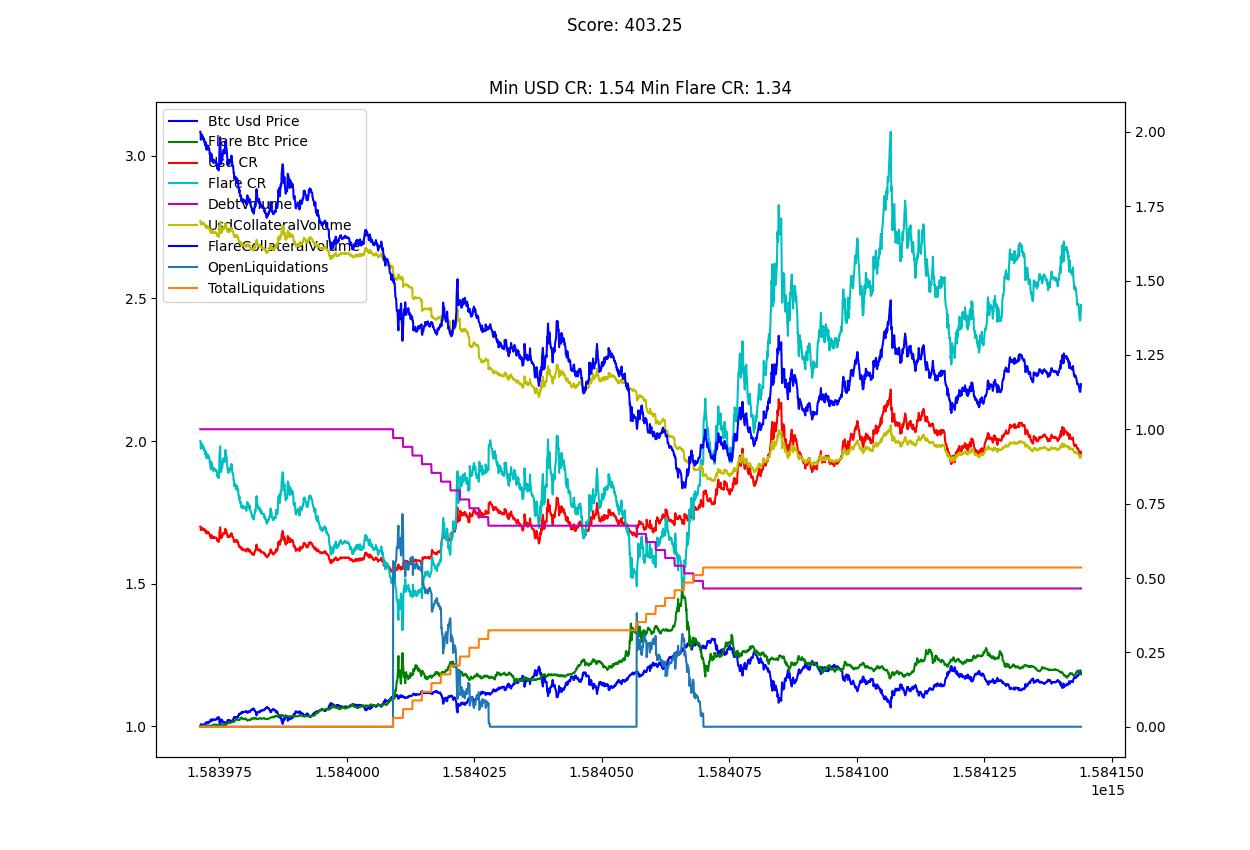 Score: 403.25
Min USD CR: 1.54 Min Flare CR: 1.34
Btc Usd Price
Flare Btc Price
Usd CR
Flare CR
DebtVolume
UsdCollateralVolume
FlareCollateralVolume
OpenLiquidations
TotalLiquidations
3.0
2.5
2.0
1.5
1.0
2.00
1.75
1.50
1.25
1.00
0.75
0.50
0.25
0.00
1.583975 1.584000 1.584025 1.584050 1.584075 1.584100 1.584125 1.584150
1e15